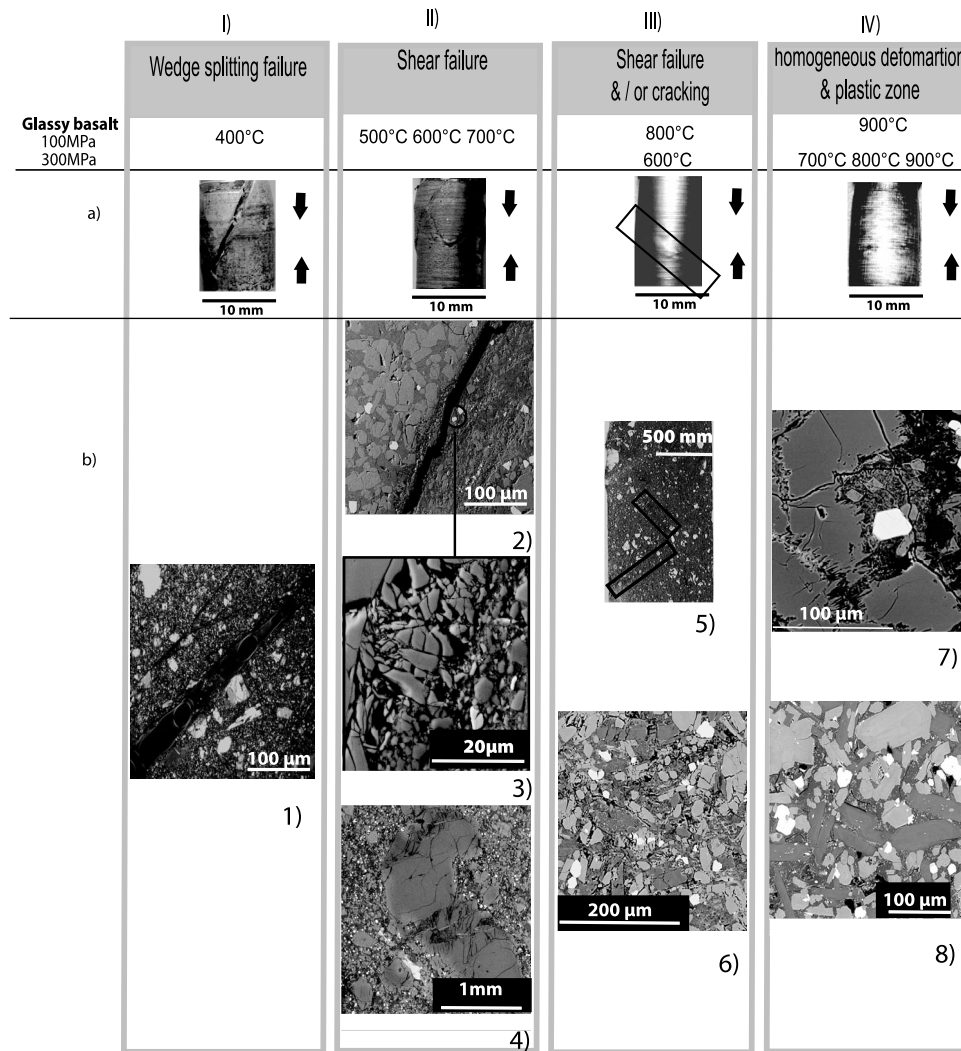 I)
II)
III)
IV)
Wedge splitting failure
Shear failure
Shear failure
& / or cracking
homogeneous defomartion
& plastic zone
Glassy basalt
100MPa
300MPa
400°C
500°C 600°C 700°C
800°C
600°C
900°C
700°C 800°C 900°C
a)
10 mm
10 mm
10 mm
10 mm
b)
100 µm
2)
500 mm
5)
100 µm
7)
100 µm
1)
20µm
3)
200 µm
6)
100 µm
8)
1mm
4)